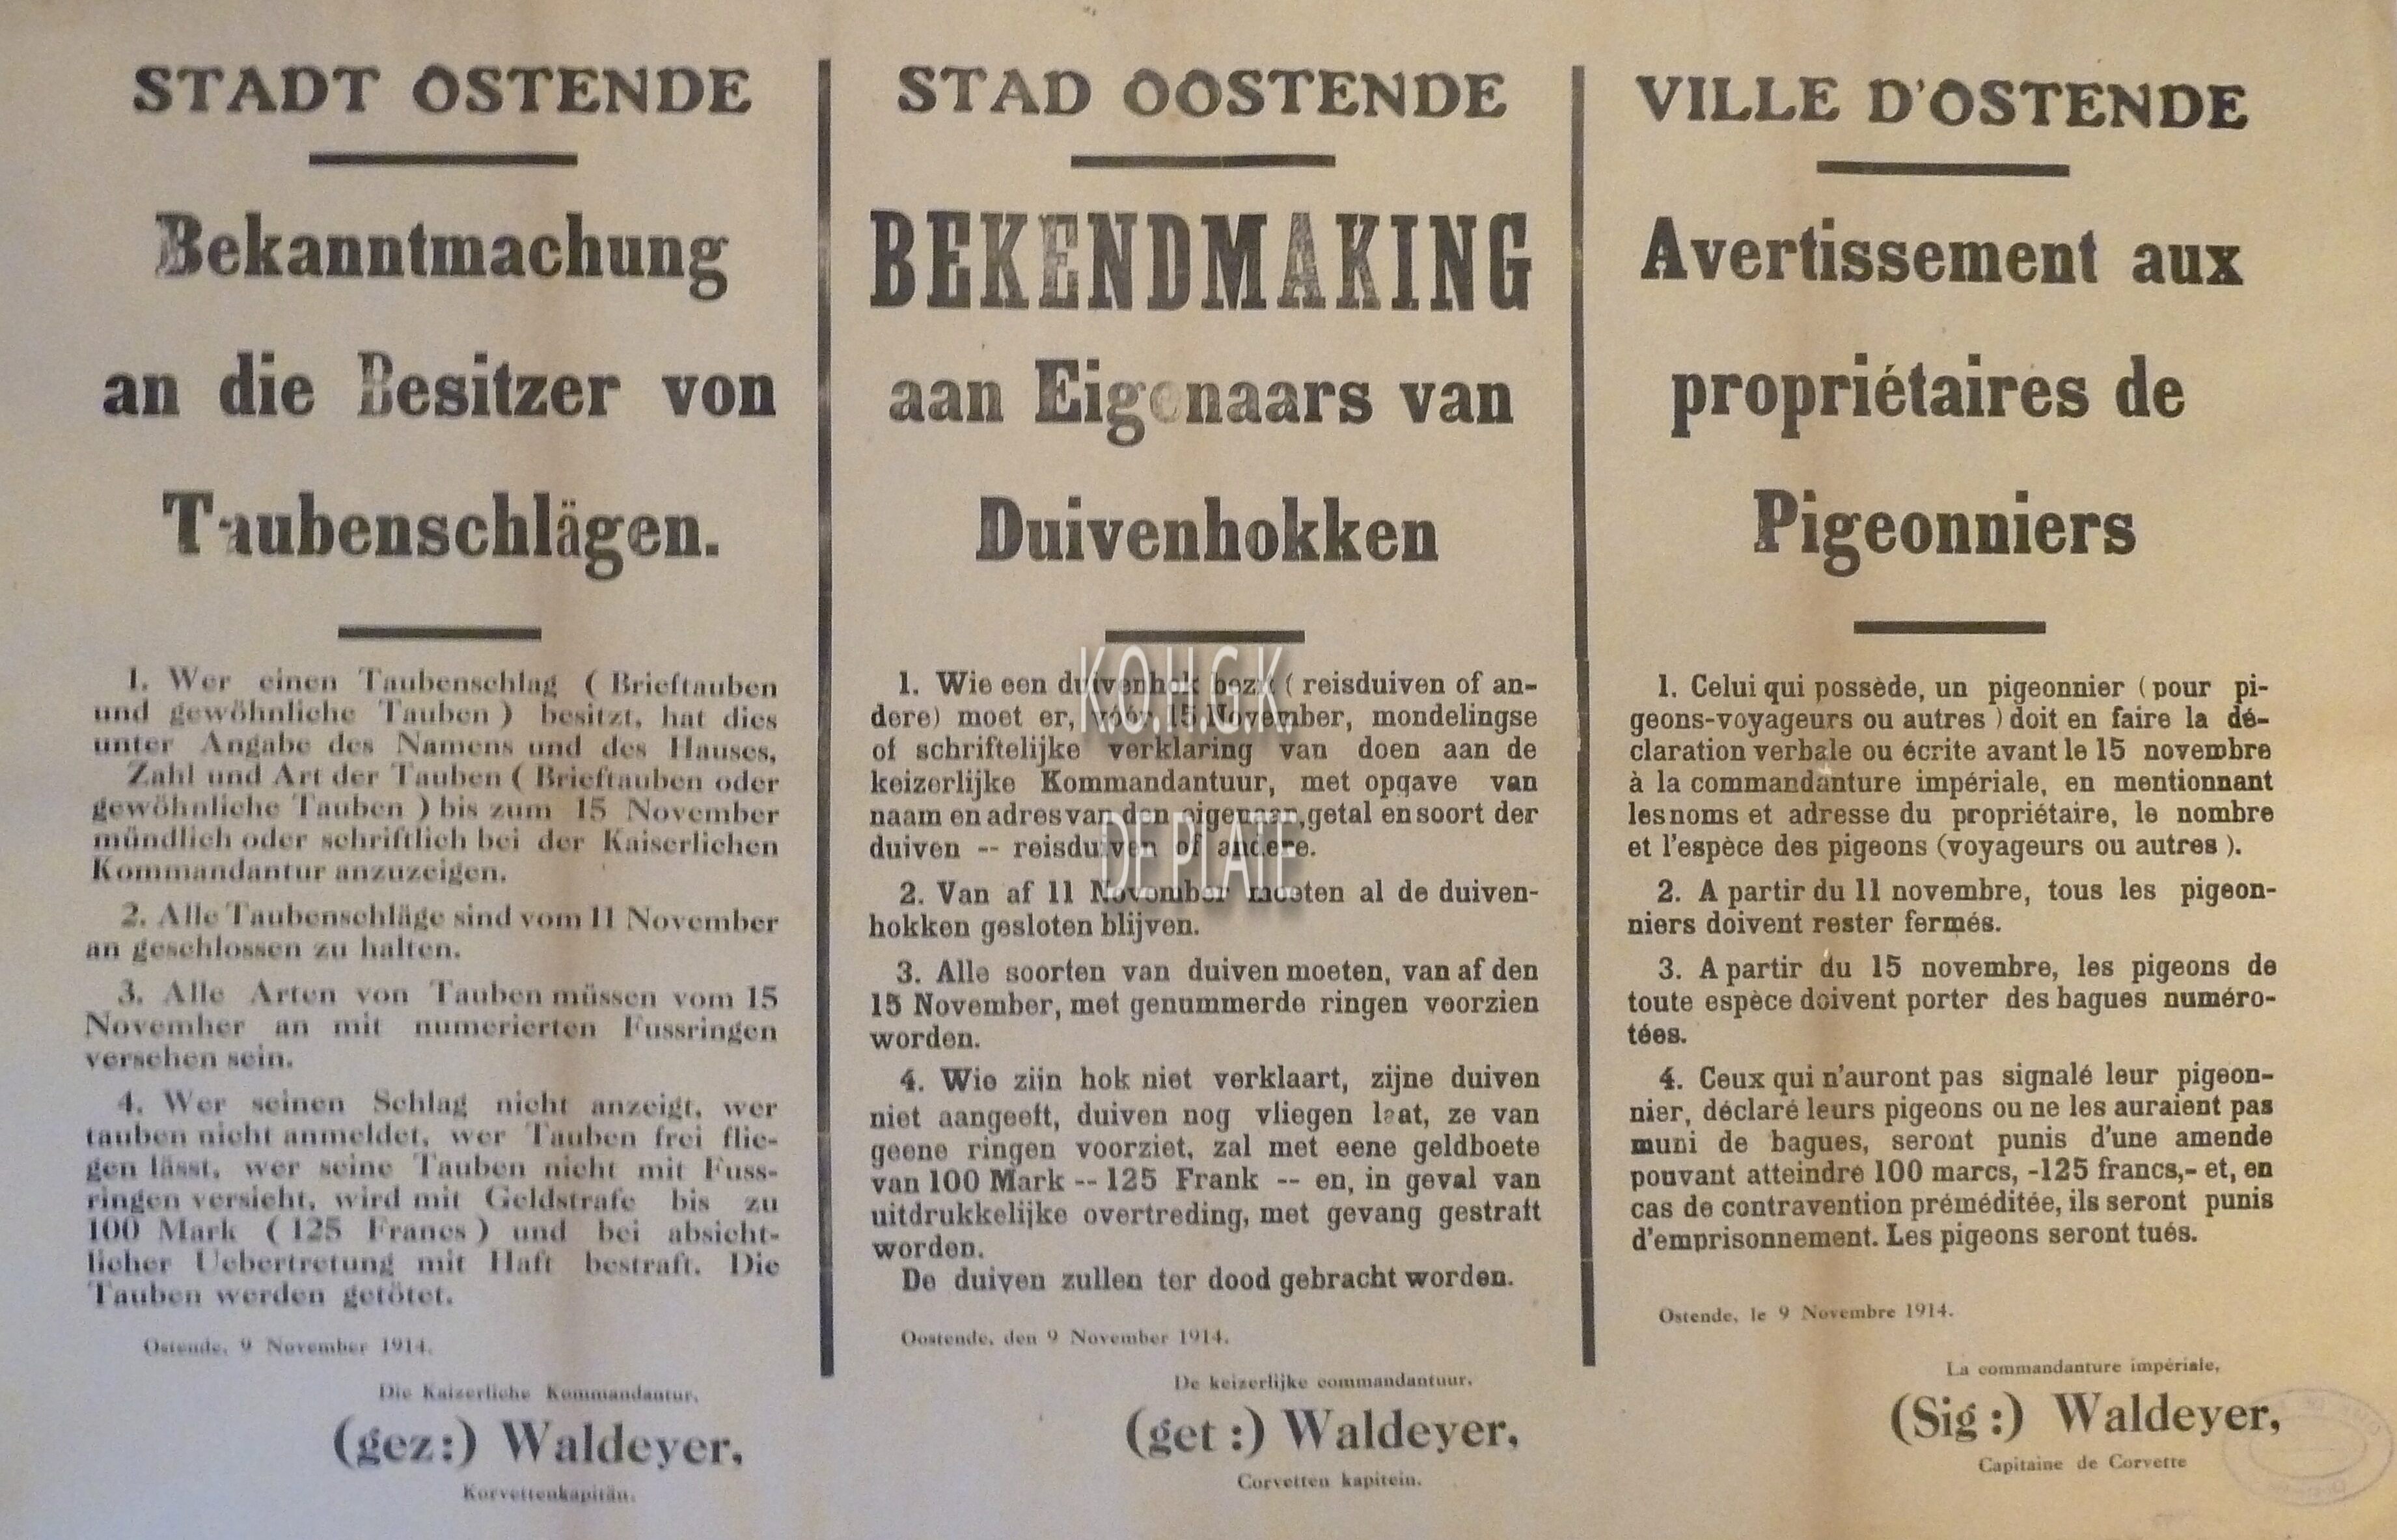 STADT OSTENDE
Bekanntmachung
an die Besitzer von
Taubenschlägen.
1. Wer einen Taubenschlag ( Brieftauben
und gewöhnliche Tauben ) besitzt, hat dies
unter Angabe des Namens und des Hauses,
Zahl und Art der Tauben ( Brieftauben oder
gewöhnliche Tauben ) bis zum 15 November
mündlich oder schriftlich bei der Kaiserlichen
Kommandantur anzuzeigen.
2. Alle Taubenschläge sind vom 11 November
an geschlossen zu halten.
3. Alle Arten von Tauben müssen vom 15
November an mit numerierten Fussringen
versehen sein.
4. Wer seinen Schlag nicht anzeigt, wer
tauben nicht anmeldet, wer Tauben frei flie-
gen lässt, wer seine Tauben nicht mit Fuss-
ringen versieht, wird mit Geldstrafe bis zu
100 Mark ( 125 Francs ) und bei absicht-
licher Uebertretung mit Haft bestraft. Die
Tauben werden getötet.
Ostende, 9 November 1914.
Die Kaizerliche Kommandantur,
(gez:) Waldeyer,
Korvettenkapitän.
STAD OOSTENDE
BEKENDMAKING
aan Eigenaars van
Duivenhokken
1. Wie een duivenhok bezit ( reisduiven of an-
dere) moet er, vóór 15 November, mondelingse
of schriftelijke verklaring van doen aan de
keizerlijke Kommandantuur, met opgave van
naam en adres van den eigenaar, getal en soort der
duiven -- reisduiven of andere.
2. Van af 11 November moeten al de duiven-
hokken gesloten blijven.
3. Alle soorten van duiven moeten, van af den
15 November, met genummerde ringen voorzien
worden.
4. Wie zijn hok niet verklaart, zijne duiven
niet aangeeft, duiven nog vliegen laat, ze van
geene ringen voorziet, zal met eene geldboete
van 100 Mark -- 125 Frank -- en, in geval van
uitdrukkelijke overtreding, met gevang gestraft
worden.
De duiven zullen ter dood gebracht worden.
Oostende, den 9 November 1914.
De keizerlijke commandantuur,
(get :) Waldeyer,
Corvetten kapitein.
K.O.H.G.K.
DE PLATE
VILLE D'OSTENDE
Avertissement aux
propriétaires de
Pigeonniers
1. Celui qui possède, un pigeonnier ( pour pi-
geons-voyageurs ou autres ) doit en faire la dé-
claration verbale ou écrite avant le 15 novembre
à la commandanture impériale, en mentionnant
les noms et adresse du propriétaire, le nombre
et l'espèce des pigeons (voyageurs ou autres ).
2. A partir du 11 novembre, tous les pigeon-
niers doivent rester fermés.
3. A partir du 15 novembre, les pigeons de
toute espèce doivent porter des bagues numéro-
tées.
4. Ceux qui n'auront pas signalé leur pigeon-
nier, déclaré leurs pigeons ou ne les auraient pas
muni de bagues, seront punis d'une amende
pouvant atteindre 100 marcs, -125 francs,- et, en
cas de contravention préméditée, ils seront punis
d'emprisonnement. Les pigeons seront tués.
Ostende, le 9 Novembre 1914.
La commandanture impériale,
(Sig :) Waldeyer,
Capitaine de Corvette